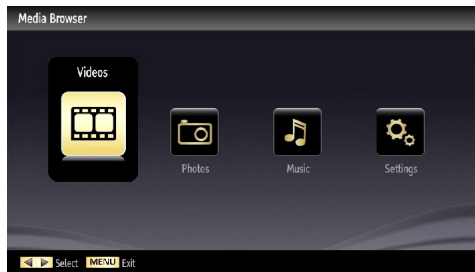 Media Browser
Videos
Photos
Music
Settings
Select MENU Exit